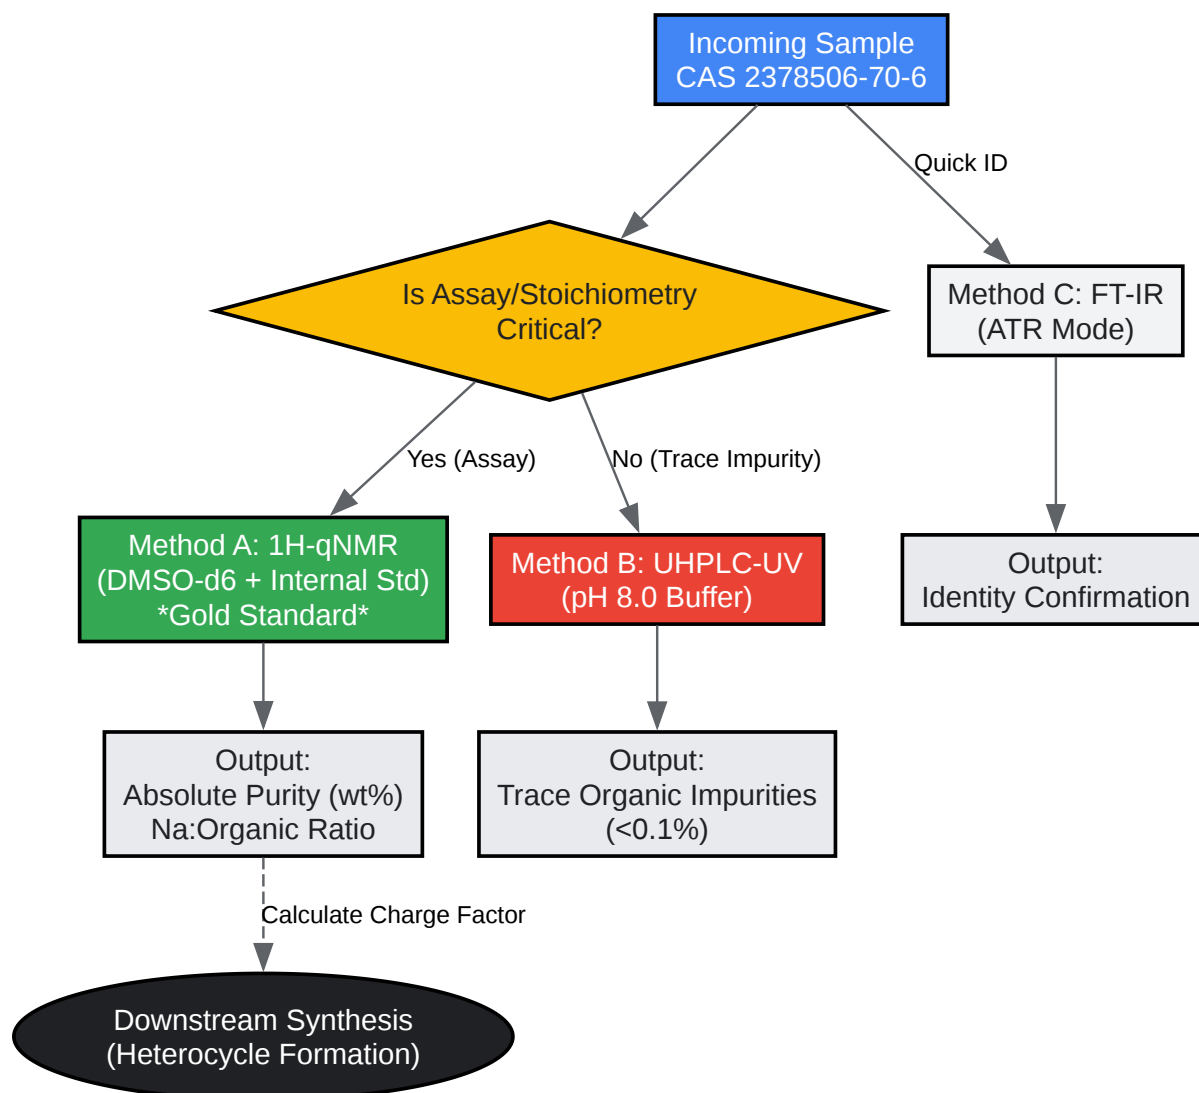 Incoming Sample
CAS 2378506-70-6
Quick ID
Is Assay/Stoichiometry
Critical?
Method C: FT-IR
(ATR Mode)
Yes (Assay)
No (Trace Impurity)
Method A: 1H-qNMR
(DMSO-d6 + Internal Std)
*Gold Standard*
Method B: UHPLC-UV
(pH 8.0 Buffer)
Output:
Identity Confirmation
Output:
Absolute Purity (wt%)
Na:Organic Ratio
Output:
Trace Organic Impurities
(<0.1%)
Calculate Charge Factor
Downstream Synthesis
(Heterocycle Formation)